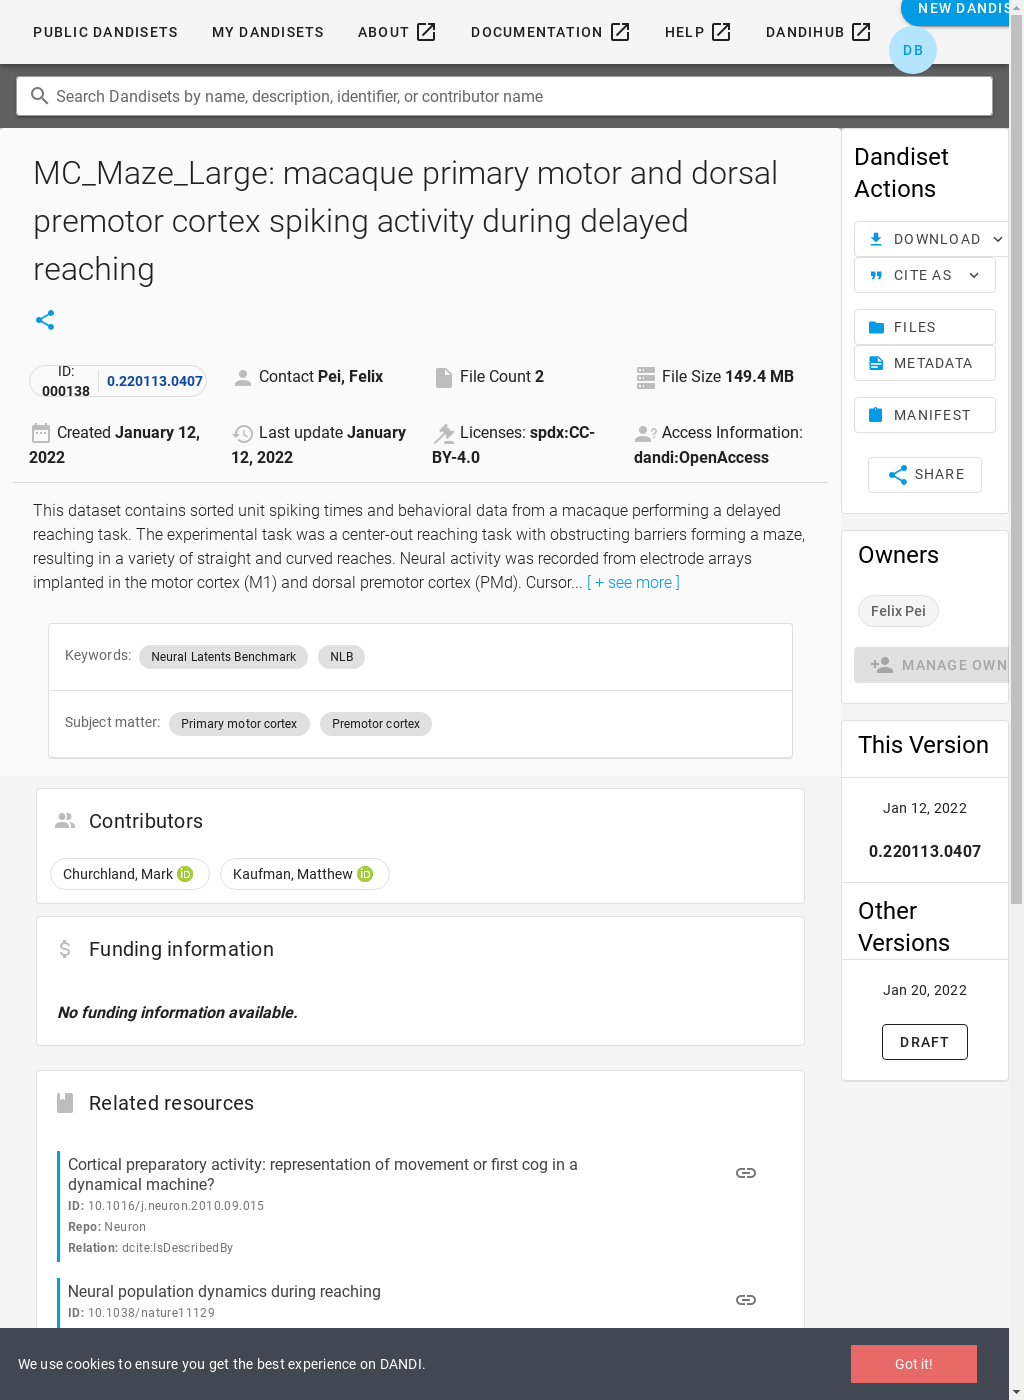 PUBLIC DANDISETS
MY DANDISETS
ABOUT
DOCUMENTATION
HELP
DANDIHUB
NEW DANDIS
DB
Search Dandisets by name, description, identifier, or contributor name
MC_Maze_Large: macaque primary motor and dorsal
premotor cortex spiking activity during delayed
reaching
ID:
000138
0.220113.0407
Contact Pei, Felix
File Count 2
File Size 149.4 MB
Created January 12,
2022
Last update January
12, 2022
Licenses: spdx:CC-
BY-4.0
Access Information:
dandi:OpenAccess
This dataset contains sorted unit spiking times and behavioral data from a macaque performing a delayed
reaching task. The experimental task was a center-out reaching task with obstructing barriers forming a maze,
resulting in a variety of straight and curved reaches. Neural activity was recorded from electrode arrays
implanted in the motor cortex (M1) and dorsal premotor cortex (PMd). Cursor... [ + see more ]
Keywords: Neural Latents Benchmark NLB
Subject matter: Primary motor cortex Premotor cortex
Contributors
Churchland, Mark iD
Kaufman, Matthew iD
Funding information
No funding information available.
Related resources
Cortical preparatory activity: representation of movement or first cog in a
dynamical machine?
ID: 10.1016/j.neuron.2010.09.015
Repo: Neuron
Relation: dcite:IsDescribedBy
Neural population dynamics during reaching
ID: 10.1038/nature11129
Dandiset
Actions
DOWNLOAD
CITE AS
FILES
METADATA
MANIFEST
SHARE
Owners
Felix Pei
MANAGE OWN
This Version
Jan 12, 2022
0.220113.0407
Other
Versions
Jan 20, 2022
DRAFT
We use cookies to ensure you get the best experience on DANDI.
Got it!